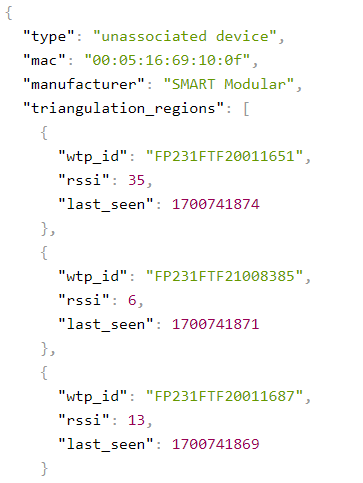 {
"type": "unassociated device",
"mac": "00:05:16:69:10:0f",
"manufacturer": "SMART Modular",
"triangulation_regions": [
{
"wtp_id": "FP231FTF20011651",
"rssi": 35,
"last_seen": 1700741874
},
{
"wtp_id": "FP231FTF21008385",
"rssi": 6,
"last_seen": 1700741871
},
{
"wtp_id": "FP231FTF20011687",
"rssi": 13,
"last_seen": 1700741869
}